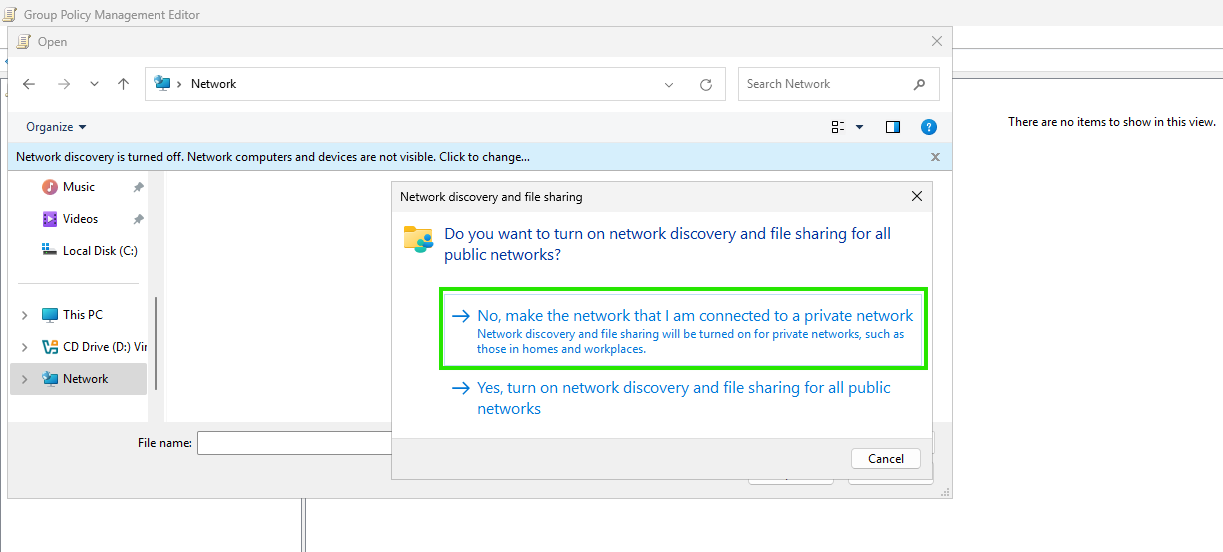 Group Policy Management Editor
Open
Network
Search Network
Organize
Network discovery is turned off. Network computers and devices are not visible. Click to change...
There are no items to show in this view.
Music
Videos
Local Disk (C:)
This PC
CD Drive (D:) Vir
Network
Network discovery and file sharing
Do you want to turn on network discovery and file sharing for all
public networks?
No, make the network that I am connected to a private network
Network discovery and file sharing will be turned on for private networks, such as
those in homes and workplaces.
Yes, turn on network discovery and file sharing for all public
networks
File name:
Cancel